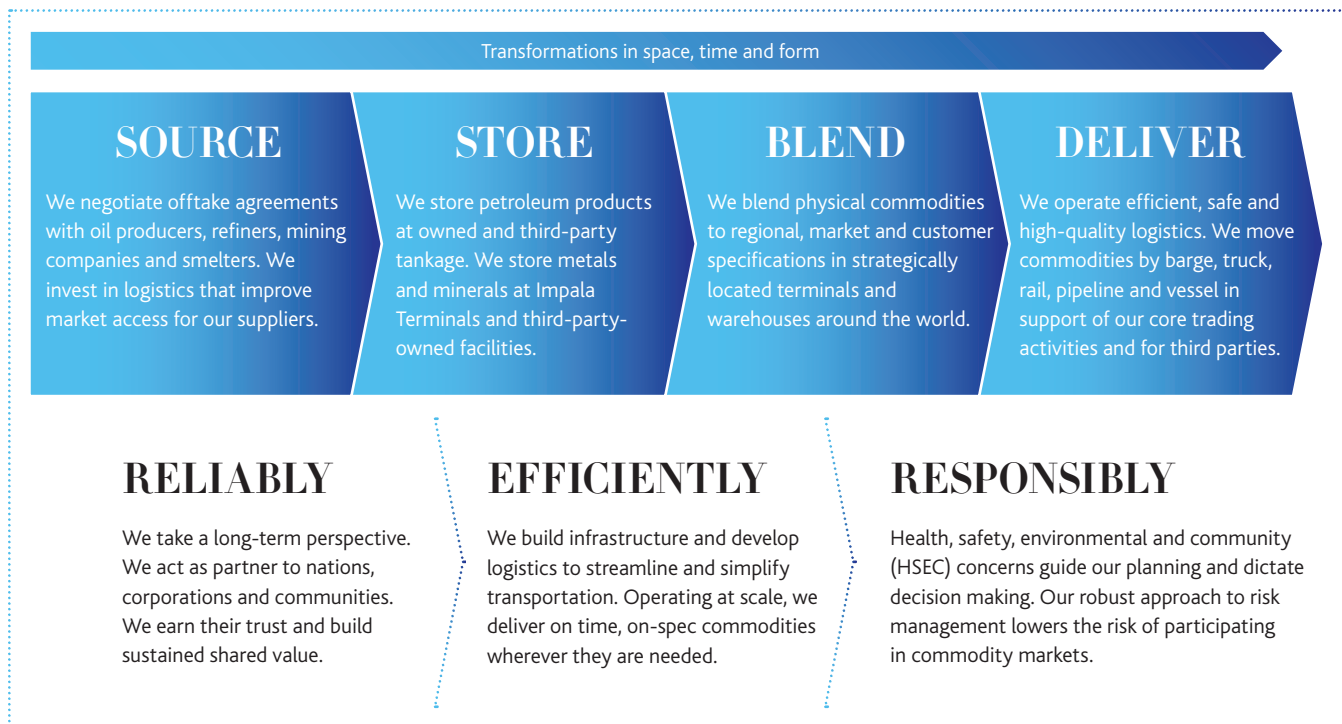 Transformations in space, time and form
SOURCE
We negotiate offtake agreements
with oil producers, refiners, mining
companies and smelters. We
invest in logistics that improve
market access for our suppliers.
STORE
We store petroleum products
at owned and third-party
tankage. We store metals
and minerals at Impala
Terminals and third-party-
owned facilities.
BLEND
We blend physical commodities
to regional, market and customer
specifications in strategically
located terminals and
warehouses around the world.
DELIVER
We operate efficient, safe and
high-quality logistics. We move
commodities by barge, truck,
rail, pipeline and vessel in
support of our core trading
activities and for third parties.
RELIABLY
We take a long-term perspective.
We act as partner to nations,
corporations and communities.
We earn their trust and build
sustained shared value.
EFFICIENTLY
We build infrastructure and develop
logistics to streamline and simplify
transportation. Operating at scale, we
deliver on time, on-spec commodities
wherever they are needed.
RESPONSIBLY
Health, safety, environmental and community
(HSEC) concerns guide our planning and dictate
decision making. Our robust approach to risk
management lowers the risk of participating
in commodity markets.